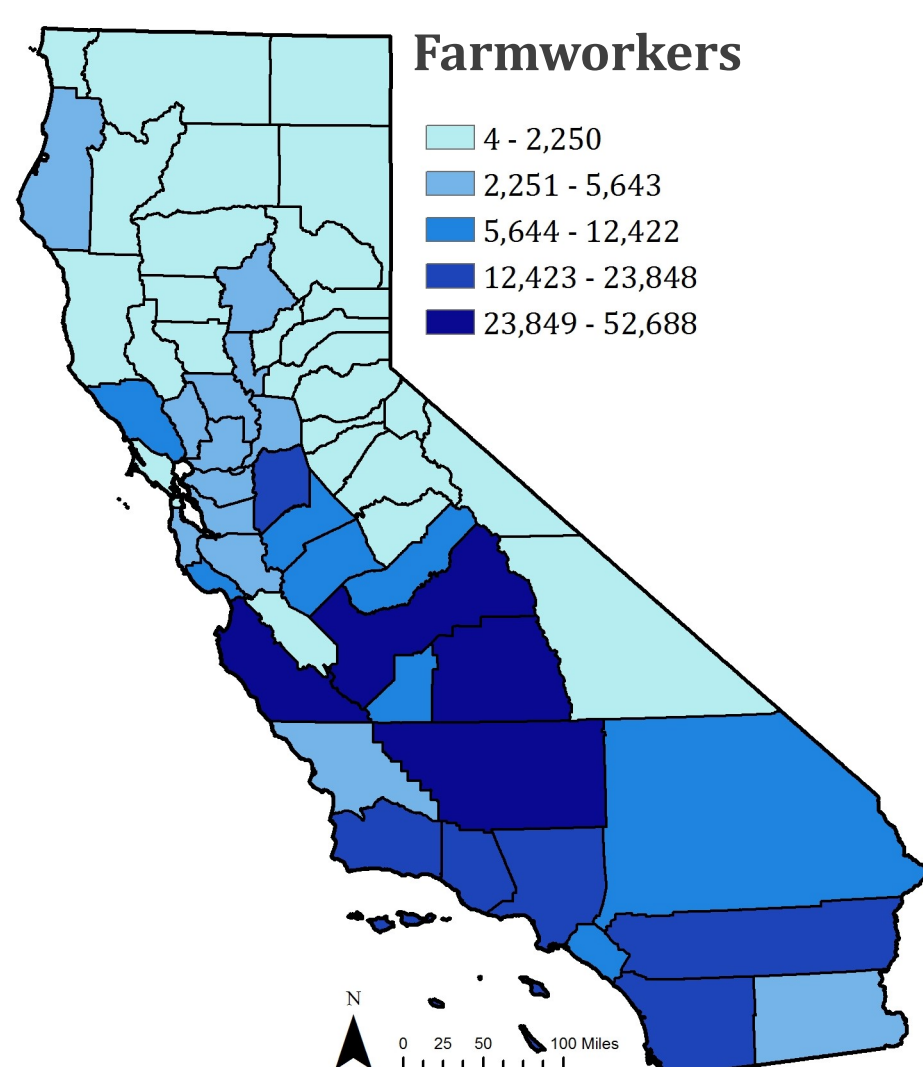 Farmworkers
4 - 2,250
2,251 - 5,643
5,644 - 12,422
12,423 - 23,848
23,849 - 52,688
N
0 25 50 100 Miles